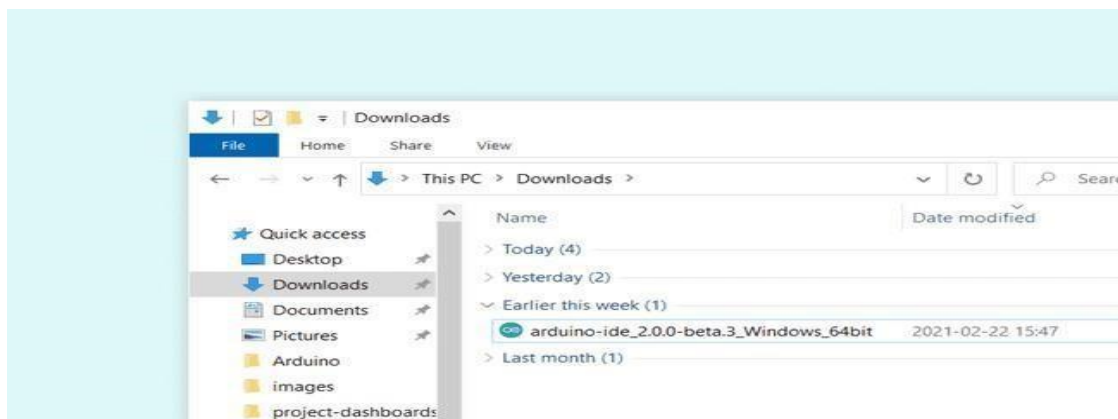 Downloads
File Home Share View
This PC > Downloads >
Sear
Name Date modified
Quick access
Today (4)
Desktop
Yesterday (2)
Downloads
Earlier this week (1)
Documents
arduino-ide_2.0.0-beta.3_Windows_64bit 2021-02-22 15:47
Pictures
Last month (1)
Arduino
images
project-dashboards